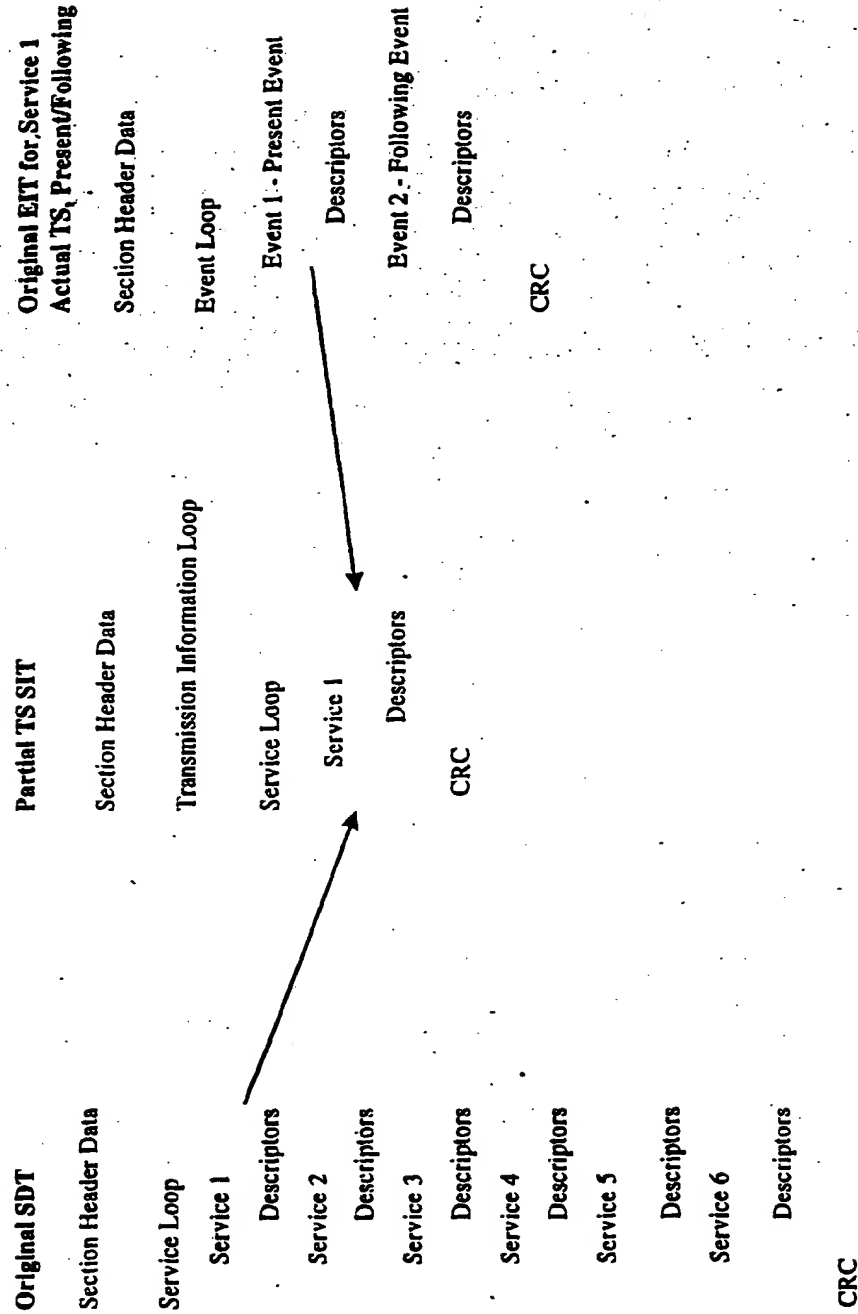 Original SDT
Section Header Data
Service Loop
Service 1
Descriptors
Service 2
Descriptors
Service 3
Descriptors
Service 4
Descriptors
Service 5
Descriptors
Service 6
Descriptors
CRC
Partial TS SIT
Section Header Data
Transmission Information Loop
Service Loop
Service 1
Descriptors
CRC
Original EIT for Service 1
Actual TS, Present/Following
Section Header Data
Event Loop
Event 1 - Present Event
Descriptors
Event 2 - Following Event
Descriptors
CRC